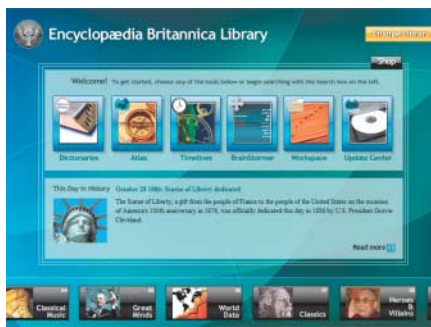 Encyclopædia Britannica Library
Change Library
Shop
Welcome! To get started, choose any of the tools below or begin searching with the search box on the left.
Dictionaries Atlas Timelines BrainStormer Workspace Update Center
This Day in History October 28 1886: Statue of Liberty dedicated
The Statue of Liberty, a gift from the people of France to the people of the United States on the occasion
of America's 100th anniversary in 1876, was officially dedicated this day in 1886 by U.S. President Grover
Cleveland.
Read more
Classical
Music
Great
Minds
World
Data
Classics
Heroes
&
Villains